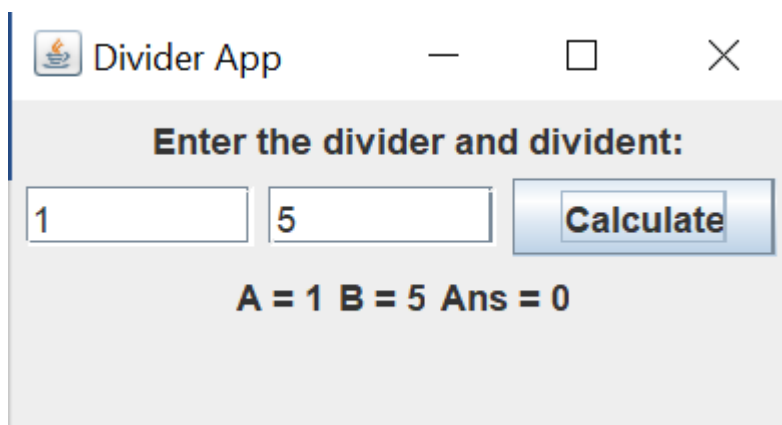 Divider App
Enter the divider and divident:
1 5 Calculate
A = 1 B = 5 Ans = 0